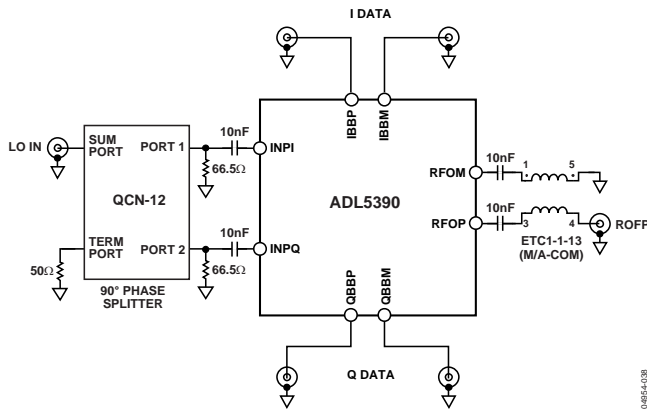 I DATA
IBBP
IBBM
10nF
LO IN
SUM
PORT
PORT 1
INPI
66.5Ω
QCN-12
ADL5390
RFOM
10nF
1
5
10nF
RFOP
3
4
ROFP
ETC1-1-13
(M/A-COM)
10nF
TERM
PORT
PORT 2
INPQ
66.5Ω
50Ω
90° PHASE
SPLITTER
QBBP
QBBM
Q DATA
04954-038